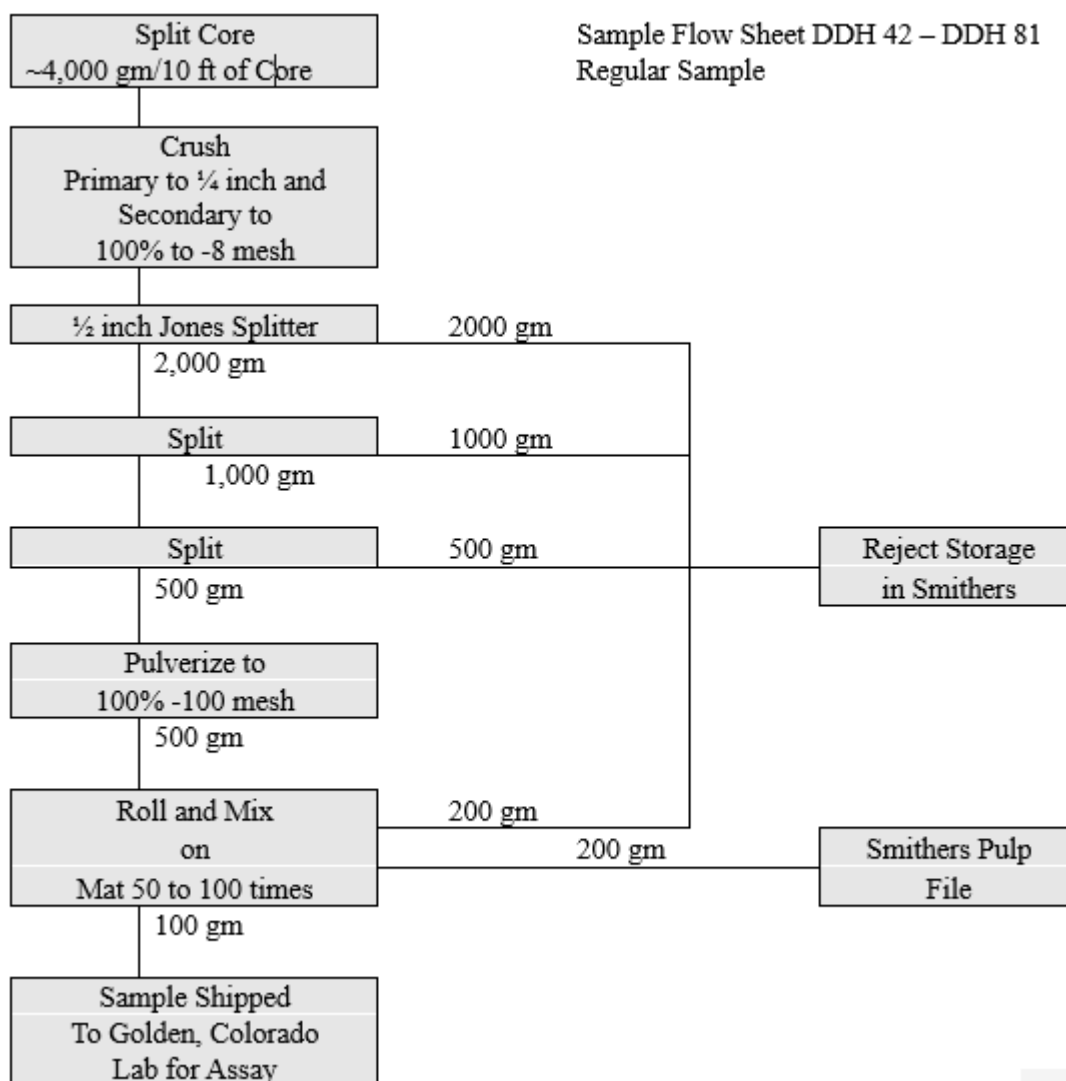 Split Core
~4,000 gm/10 ft of Core
Sample Flow Sheet DDH 42 – DDH 81
Regular Sample
Crush
Primary to ¼ inch and
Secondary to
100% to -8 mesh
½ inch Jones Splitter
2000 gm
2,000 gm
Split
1000 gm
1,000 gm
Split
500 gm
Reject Storage
in Smithers
500 gm
Pulverize to
100% -100 mesh
500 gm
Roll and Mix
on
Mat 50 to 100 times
200 gm
200 gm
Smithers Pulp
File
100 gm
Sample Shipped
To Golden, Colorado
Lab for Assay